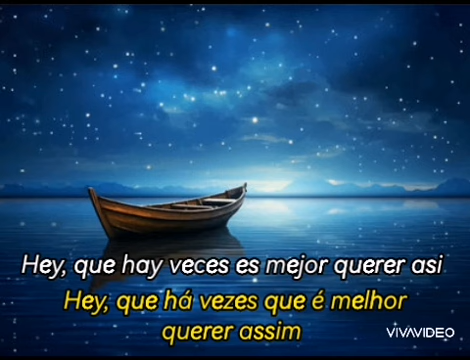 Hey, que hay veces es mejor querer asi
Hey, que há vezes que é melhor
querer assim
VIVAVIDEO